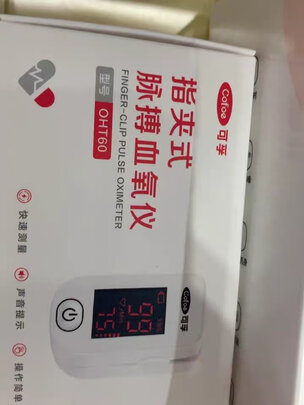 Cofoe 可孚
指夹式
脉搏血氧仪
FINGER-CLIP PULSE OXIMETER
型号 OHT60
快速测量
声音提示
操作简单
Cofoe 可孚
99
75